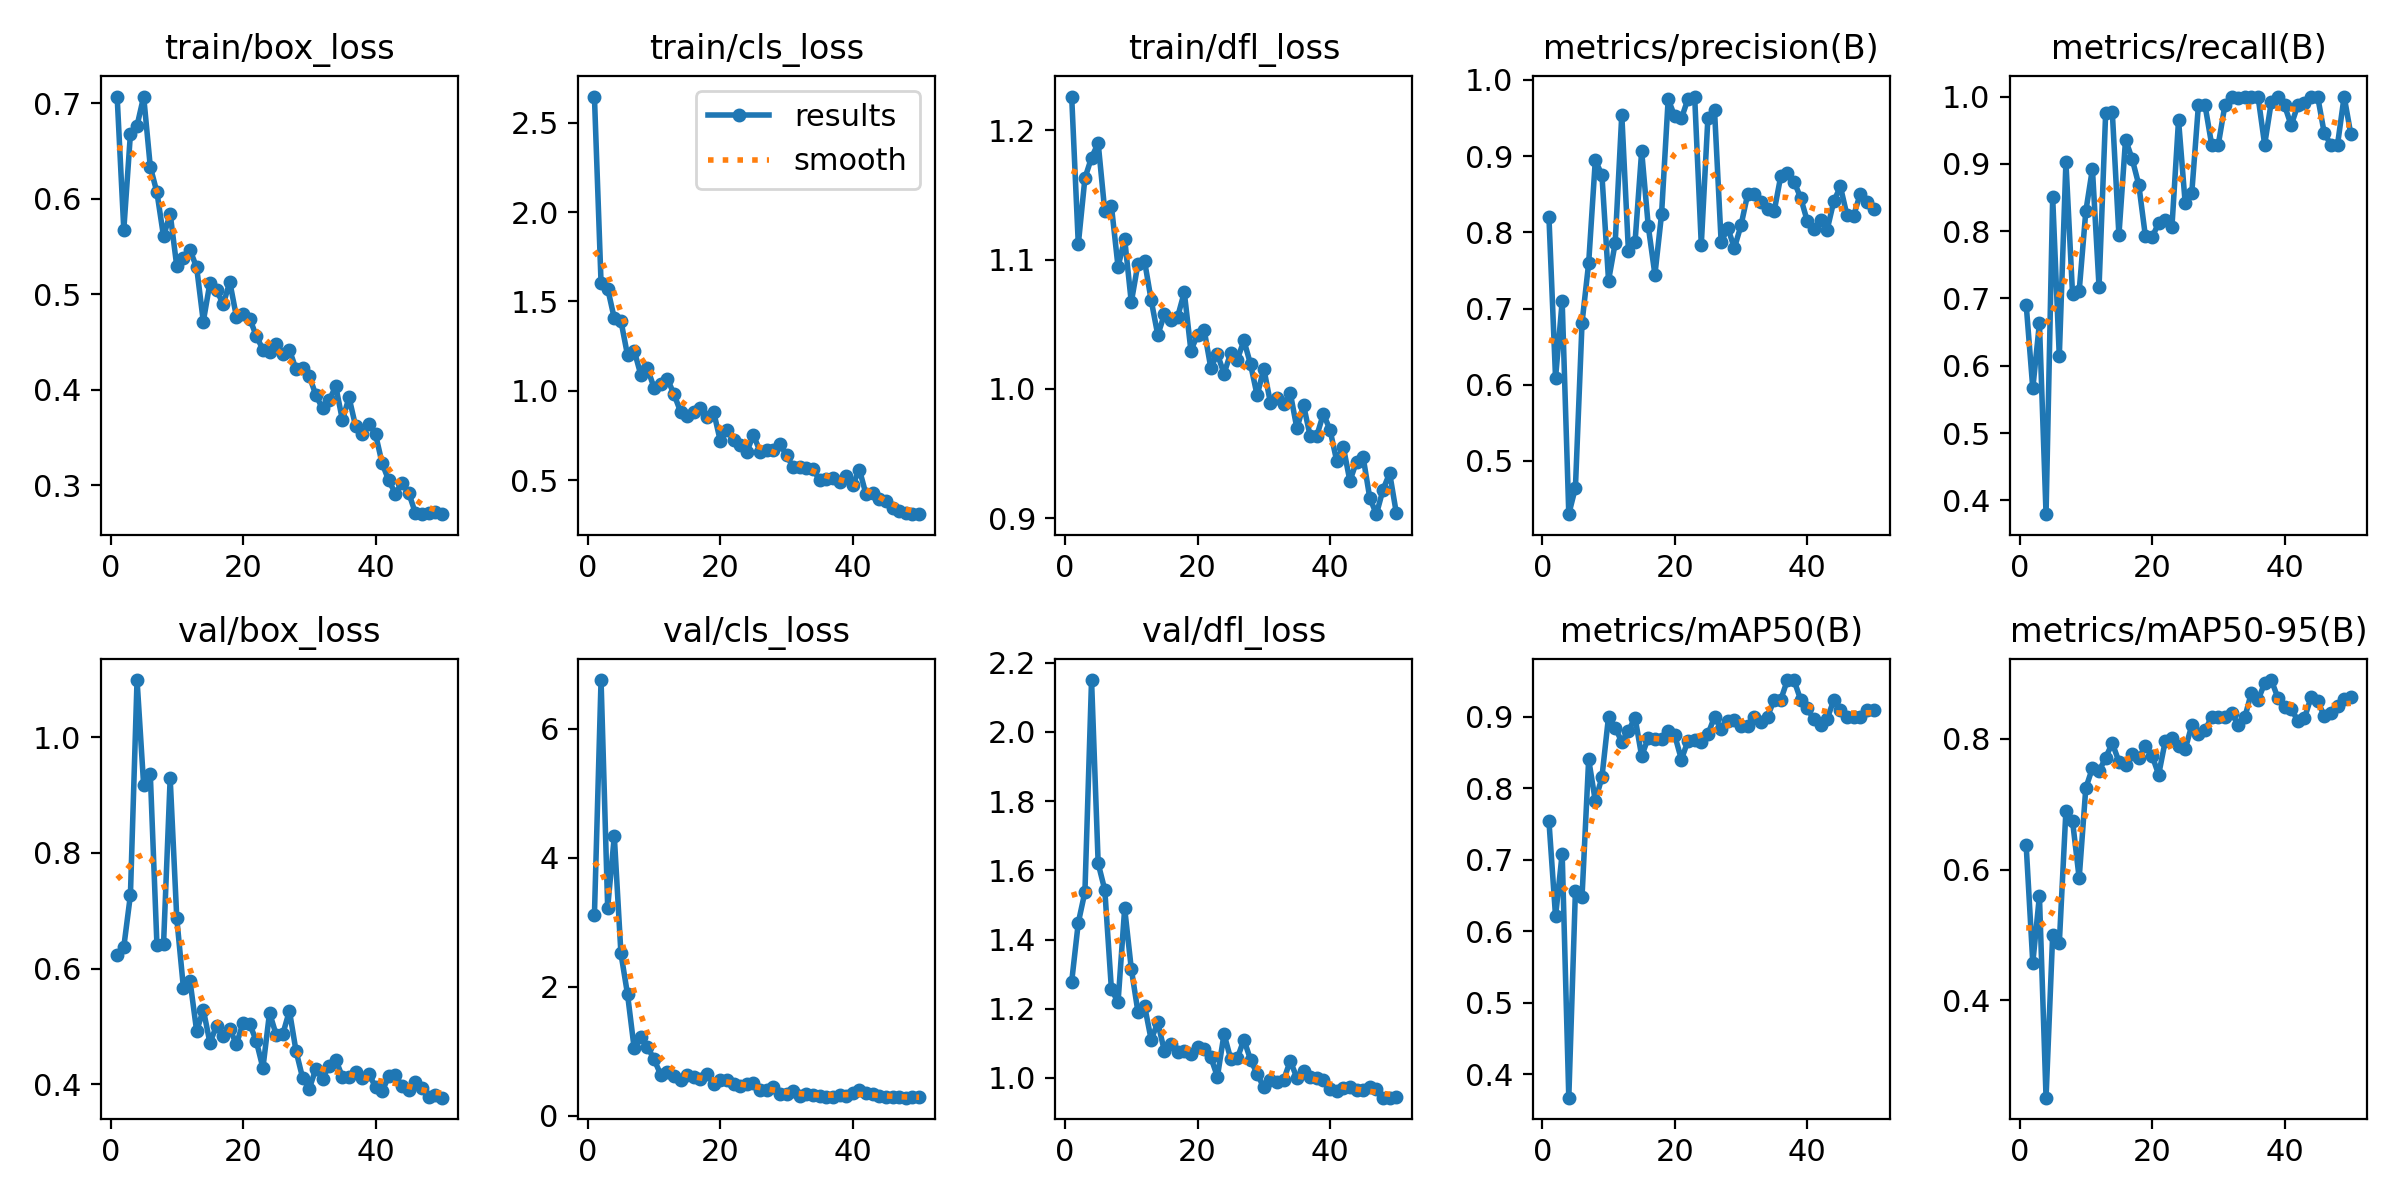 train/box_loss
0.7
0.6
0.5
0.4
0.3
0 20 40
train/cls_loss
results
smooth
2.5
2.0
1.5
1.0
0.5
0 20 40
train/dfl_loss
1.2
1.1
1.0
0.9
0 20 40
metrics/precision(B)
1.0
0.9
0.8
0.7
0.6
0.5
0 20 40
metrics/recall(B)
1.0
0.9
0.8
0.7
0.6
0.5
0.4
0 20 40
val/box_loss
1.0
0.8
0.6
0.4
0 20 40
val/cls_loss
6
4
2
0
0 20 40
val/dfl_loss
2.2
2.0
1.8
1.6
1.4
1.2
1.0
0 20 40
metrics/mAP50(B)
0.9
0.8
0.7
0.6
0.5
0.4
0 20 40
metrics/mAP50-95(B)
0.8
0.6
0.4
0 20 40